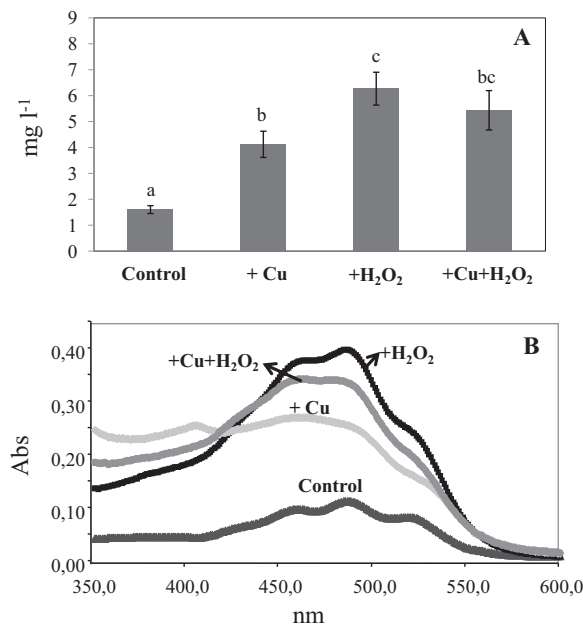 9
A
8
c
7
bc
6
b
5
4
3
a
2
1
0
mg l⁻¹
Control + Cu +H₂O₂ +Cu+H₂O₂
0,40
B
+Cu+H₂O₂ +H₂O₂
0,30
+ Cu
0,20
Abs
Control
0,10
0,00
350,0 400,0 450,0 500,0 550,0 600,0
nm